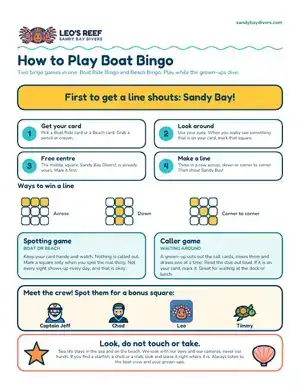 sandybaydivers.com
LEO'S REEF
SANDY BAY DIVERS
How to Play Boat Bingo
Two bingo games in one. Boat Ride Bingo and Beach Bingo. Play while the grown-ups dive.
First to get a line shouts: Sandy Bay!
1
Get your card
Pick a Boat Ride card or a Beach card. Grab a
pencil or crayon.
2
Look around
Use your eyes. When you really see something
that is on your card, mark that square.
3
Free centre
The middle square, Sandy Bay Divers, is already
yours. Mark it first.
4
Make a line
Three in a row across, down or corner to corner.
Then shout Sandy Bay!
Ways to win a line
Across
Down
Corner to corner
Spotting game
BOAT OR BEACH
Keep your card handy and watch. Nothing is called out.
Mark a square only when you spot the real thing. Not
every sight shows up every day, and that is okay.
Caller game
WAITING AROUND
A grown-up cuts out the call cards, mixes them and
draws one at a time. Read the clue out loud. If it is on
your card, mark it. Great for waiting at the dock or
lunch.
Meet the crew! Spot them for a bonus square:
Captain Jeff
Chad
Leo
Timmy
Look, do not touch or take.
Sea life stays in the sea and on the beach. We look with our eyes and our cameras, never our
hands. If you find a starfish, a shell or a crab, look and leave it right where it is. Always listen to
the boat crew and your grown-ups.